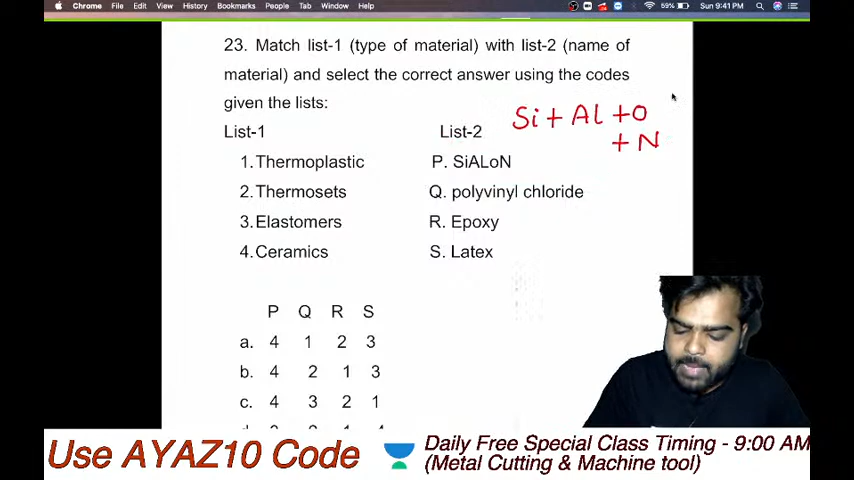 Chrome File Edit View History Bookmarks People Tab Window Help 59% Sun 9:41 PM
23. Match list-1 (type of material) with list-2 (name of
material) and select the correct answer using the codes
given the lists:
List-1 List-2
Si + Al + O
+ N
1. Thermoplastic P. SiALoN
2. Thermosets Q. polyvinyl chloride
3. Elastomers R. Epoxy
4. Ceramics S. Latex
P Q R S
a. 4 1 2 3
b. 4 2 1 3
c. 4 3 2 1
Use AYAZ10 Code
Daily Free Special Class Timing - 9:00 AM
(Metal Cutting & Machine tool)